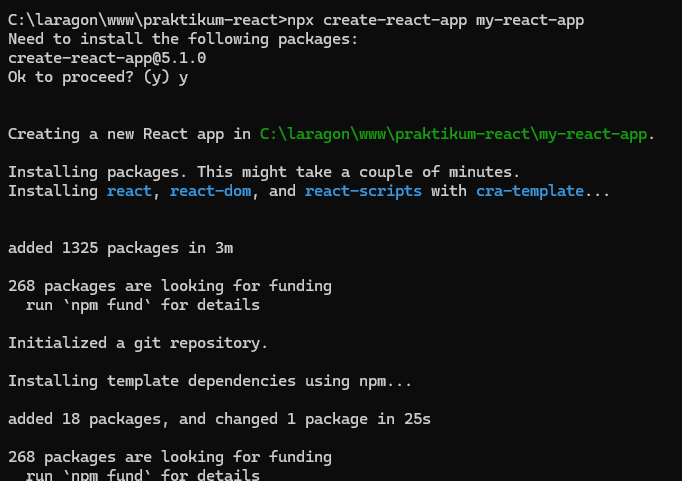 C:\laragon\www\praktikum-react>npx create-react-app my-react-app
Need to install the following packages:
create-react-app@5.1.0
Ok to proceed? (y) y
Creating a new React app in C:\laragon\www\praktikum-react\my-react-app.
Installing packages. This might take a couple of minutes.
Installing react, react-dom, and react-scripts with cra-template...
added 1325 packages in 3m
268 packages are looking for funding
  run `npm fund` for details
Initialized a git repository.
Installing template dependencies using npm...
added 18 packages, and changed 1 package in 25s
268 packages are looking for funding
  run `npm fund` for details